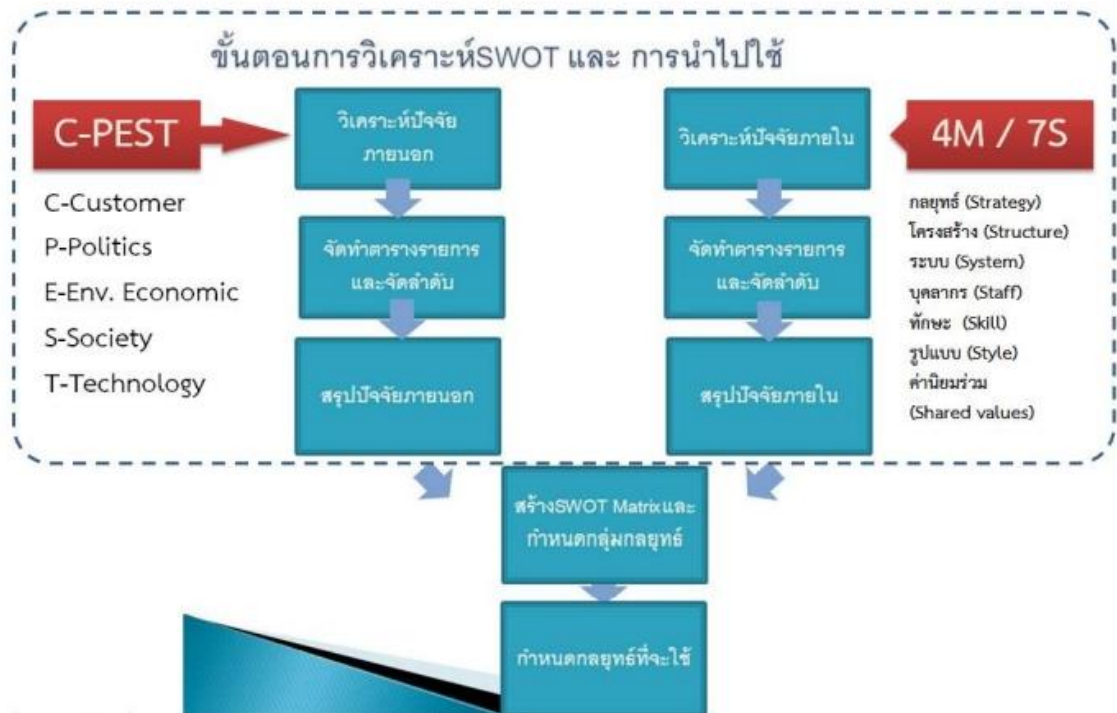 ขั้นตอนการวิเคราะห์SWOT และ การนำไปใช้
C-PEST
C-Customer
P-Politics
E-Env. Economic
S-Society
T-Technology
วิเคราะห์ปัจจัย
ภายนอก
จัดทำตารางรายการ
และจัดลำดับ
สรุปปัจจัยภายนอก
วิเคราะห์ปัจจัยภายใน
จัดทำตารางรายการ
และจัดลำดับ
สรุปปัจจัยภายใน
4M / 7S
กลยุทธ์ (Strategy)
โครงสร้าง (Structure)
ระบบ (System)
บุคลากร (Staff)
ทักษะ (Skill)
รูปแบบ (Style)
ค่านิยมร่วม
(Shared values)
สร้างSWOT Matrixและ
กำหนดกลุ่มกลยุทธ์
กำหนดกลยุทธ์ที่จะใช้